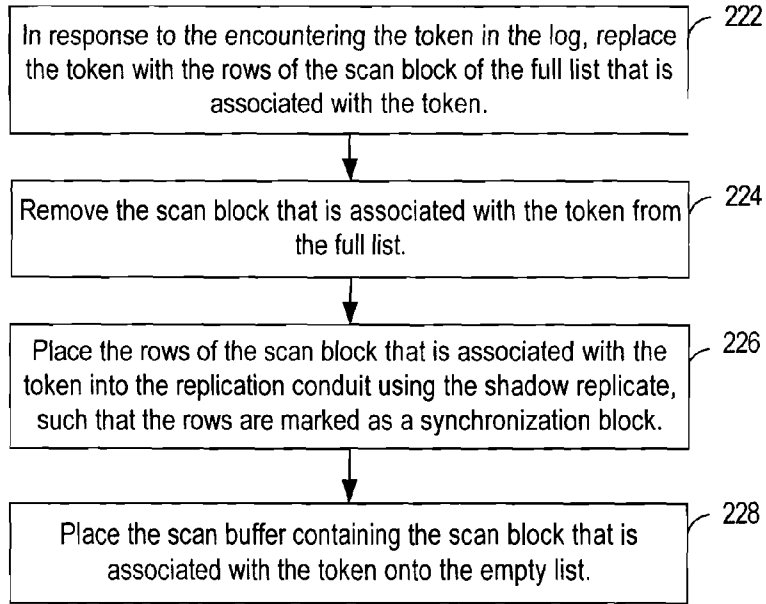 222
In response to the encountering the token in the log, replace
the token with the rows of the scan block of the full list that is
associated with the token.
224
Remove the scan block that is associated with the token from
the full list.
226
Place the rows of the scan block that is associated with the
token into the replication conduit using the shadow replicate,
such that the rows are marked as a synchronization block.
228
Place the scan buffer containing the scan block that is
associated with the token onto the empty list.